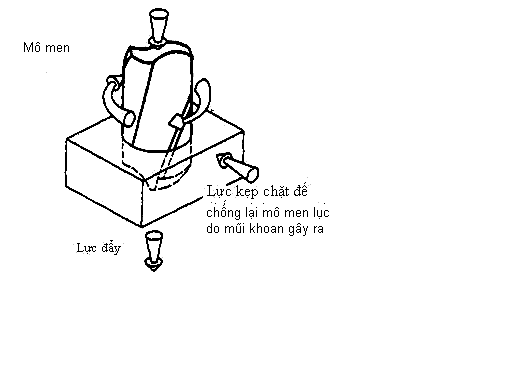 Mô men
Lực kẹp chặt để
chống lại mô men lực
do mũi khoan gây ra
Lực đẩy